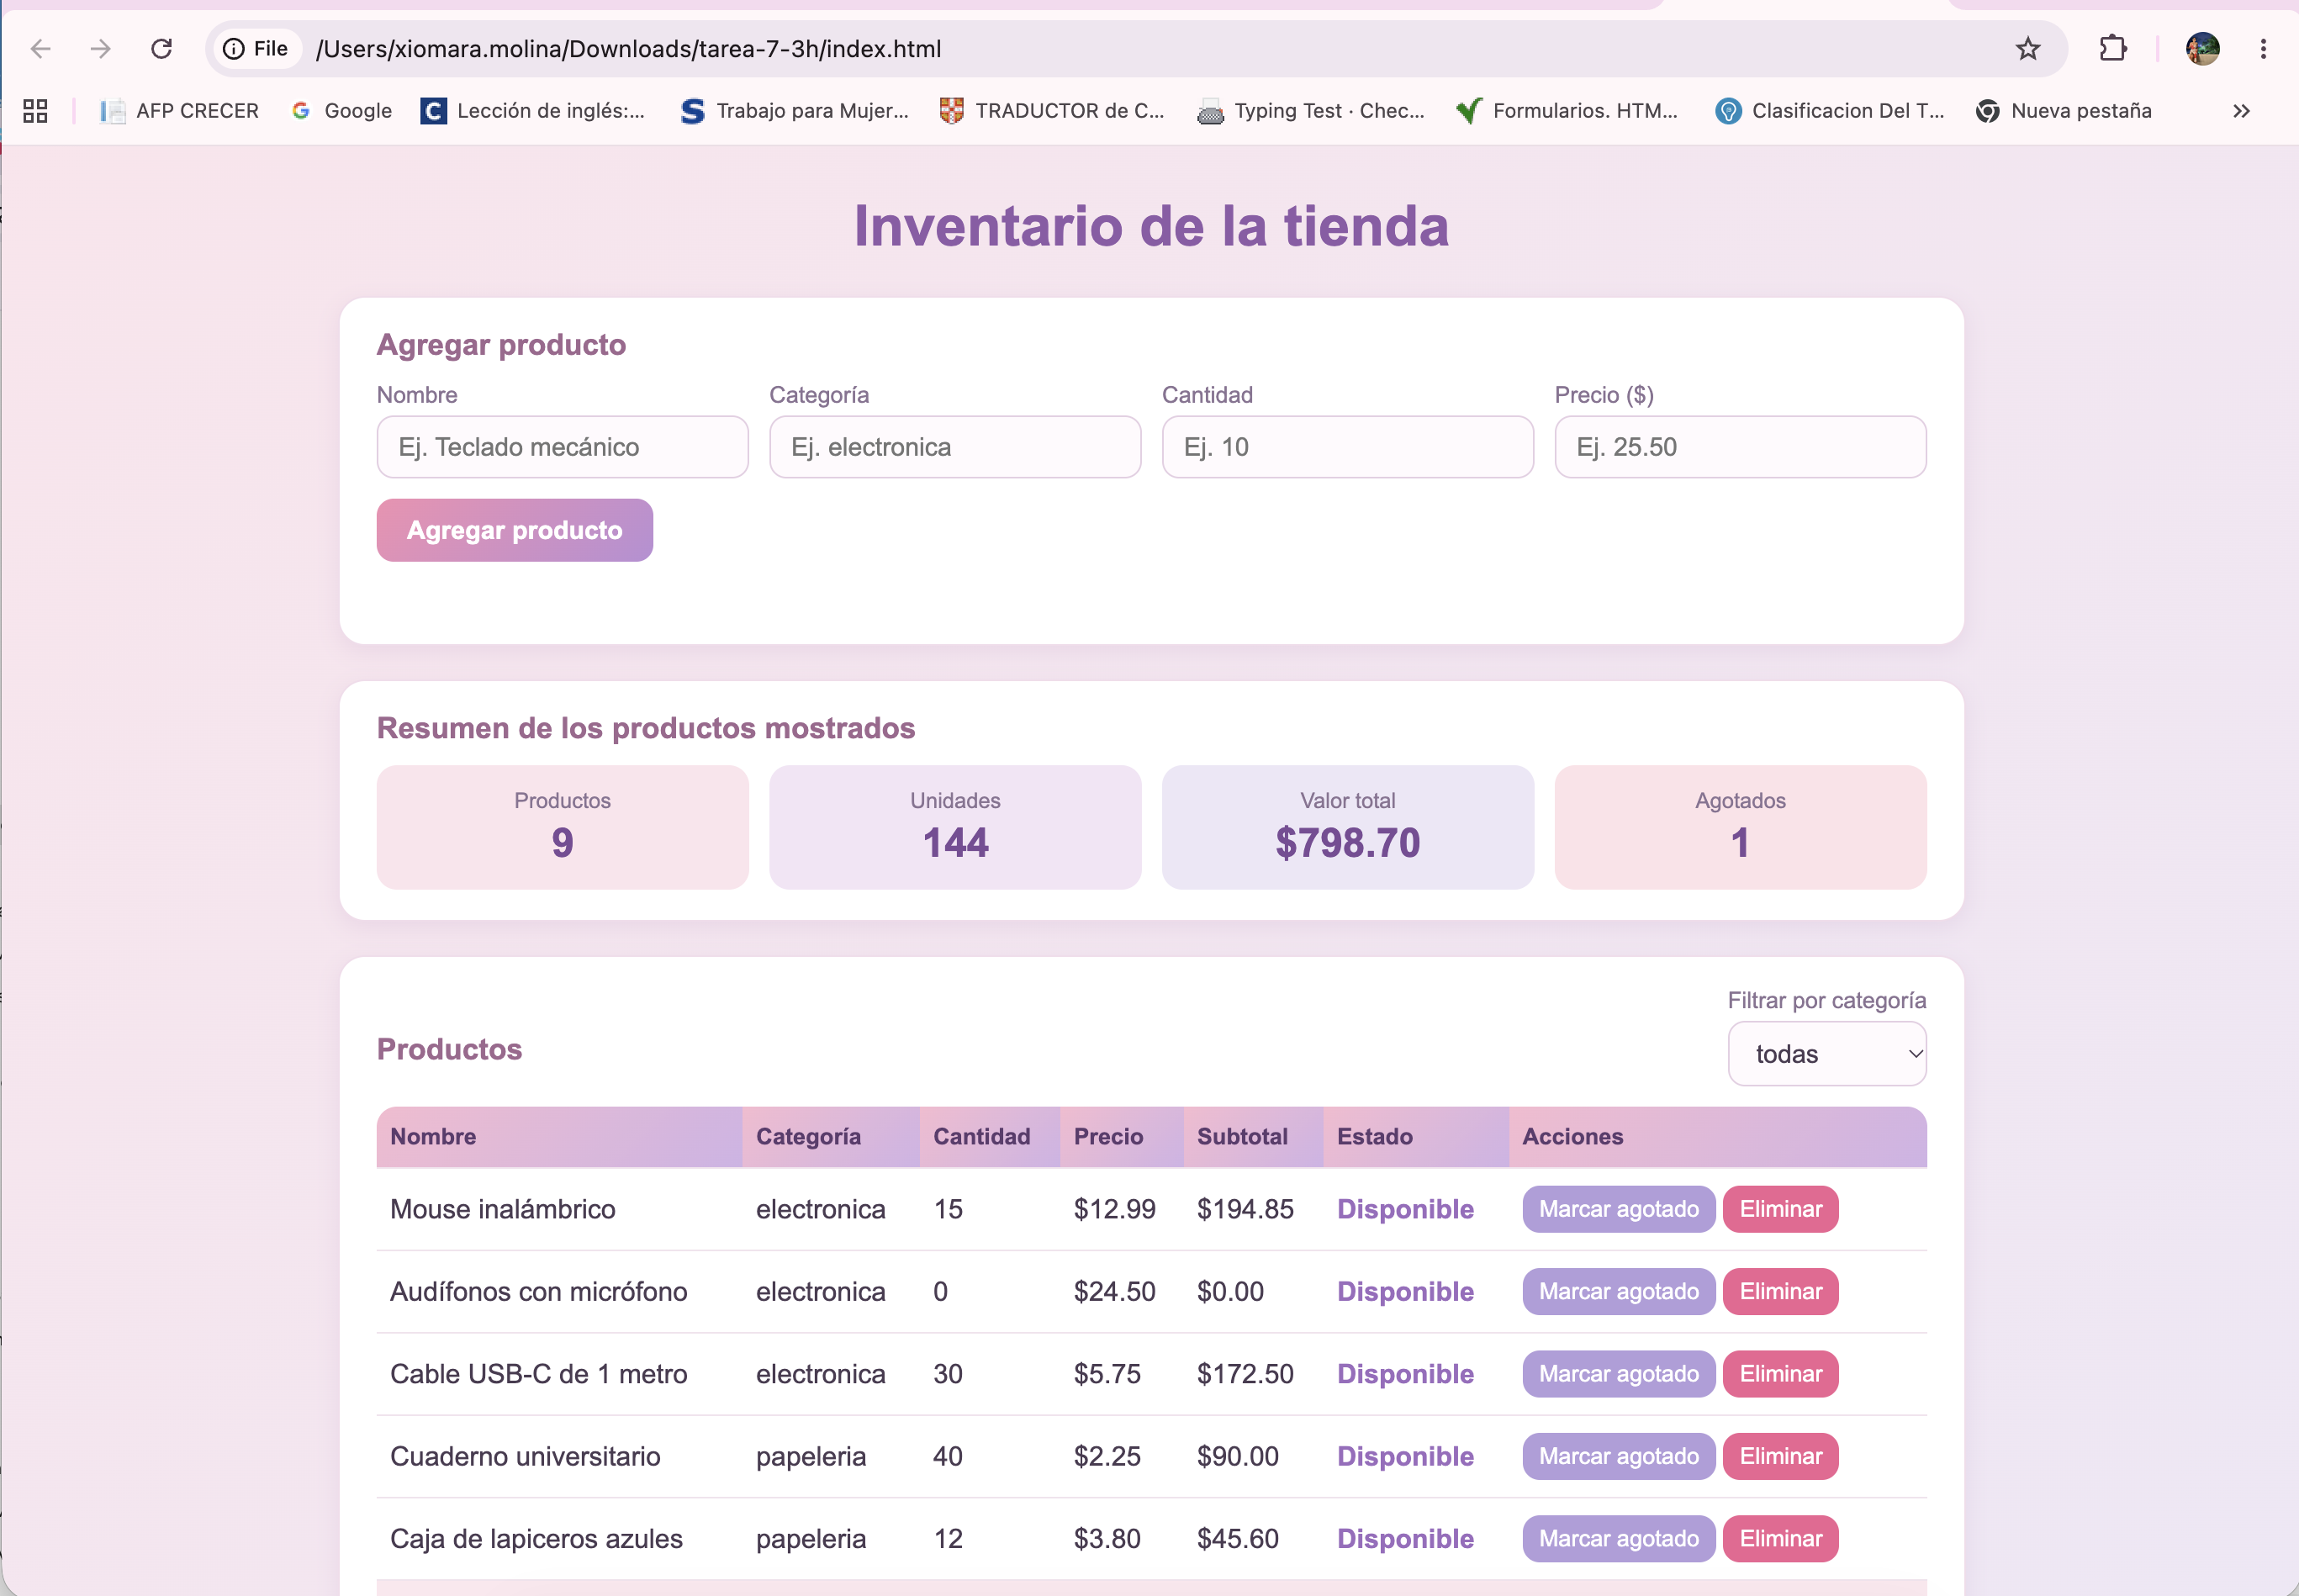 File /Users/xiomara.molina/Downloads/tarea-7-3h/index.html
AFP CRECER Google Lección de inglés:... Trabajo para Mujer... TRADUCTOR de C... Typing Test · Chec... Formularios. HTM... Clasificacion Del T... Nueva pestaña
Inventario de la tienda
Agregar producto
Nombre Categoría Cantidad Precio ($)
Ej. Teclado mecánico Ej. electronica Ej. 10 Ej. 25.50
Agregar producto
Resumen de los productos mostrados
Productos Unidades Valor total Agotados
9 144 $798.70 1
Filtrar por categoría
Productos todas
Nombre Categoría Cantidad Precio Subtotal Estado Acciones
Mouse inalámbrico electronica 15 $12.99 $194.85 Disponible Marcar agotado Eliminar
Audífonos con micrófono electronica 0 $24.50 $0.00 Disponible Marcar agotado Eliminar
Cable USB-C de 1 metro electronica 30 $5.75 $172.50 Disponible Marcar agotado Eliminar
Cuaderno universitario papeleria 40 $2.25 $90.00 Disponible Marcar agotado Eliminar
Caja de lapiceros azules papeleria 12 $3.80 $45.60 Disponible Marcar agotado Eliminar